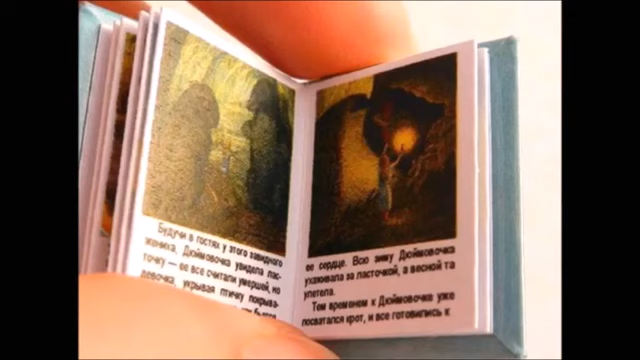 Будучи в гостях у этого завидного
жениха, Дюймовочка увидела лас-
точку — ее все считали умершей, но
девочка, укрывая птичку покрыва-
ее сердце. Всю зиму Дюймовочка
ухаживала за ласточкой, а весной та
улетела.
Тем временем к Дюймовочке уже
посватался крот, и все готовились к